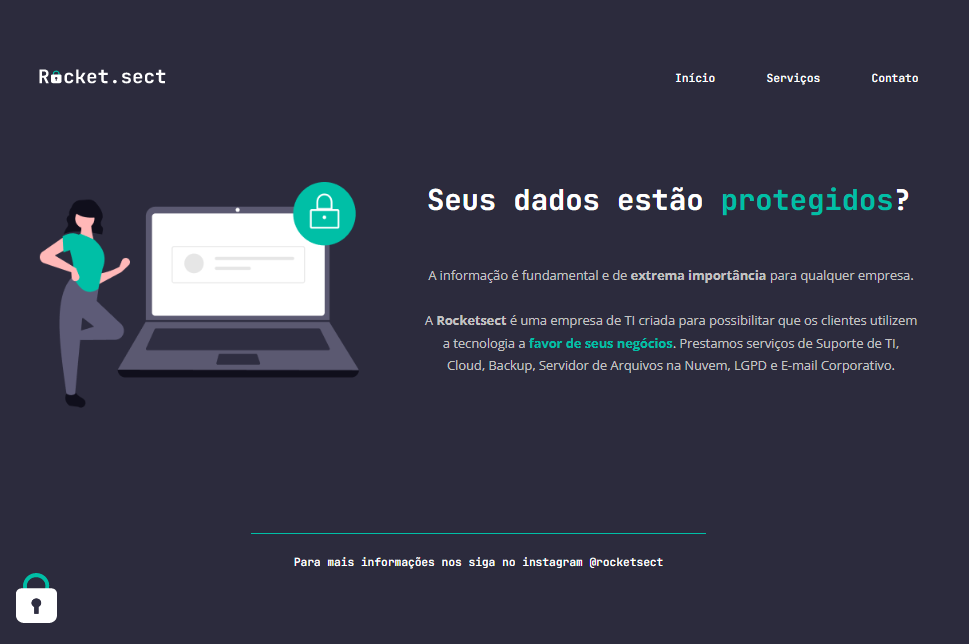 Rocket.sect
Início Serviços Contato
Seus dados estão protegidos?
A informação é fundamental e de extrema importância para qualquer empresa.
A Rocketsect é uma empresa de TI criada para possibilitar que os clientes utilizem
a tecnologia a favor de seus negócios. Prestamos serviços de Suporte de TI,
Cloud, Backup, Servidor de Arquivos na Nuvem, LGPD e E-mail Corporativo.
Para mais informações nos siga no instagram @rocketsect